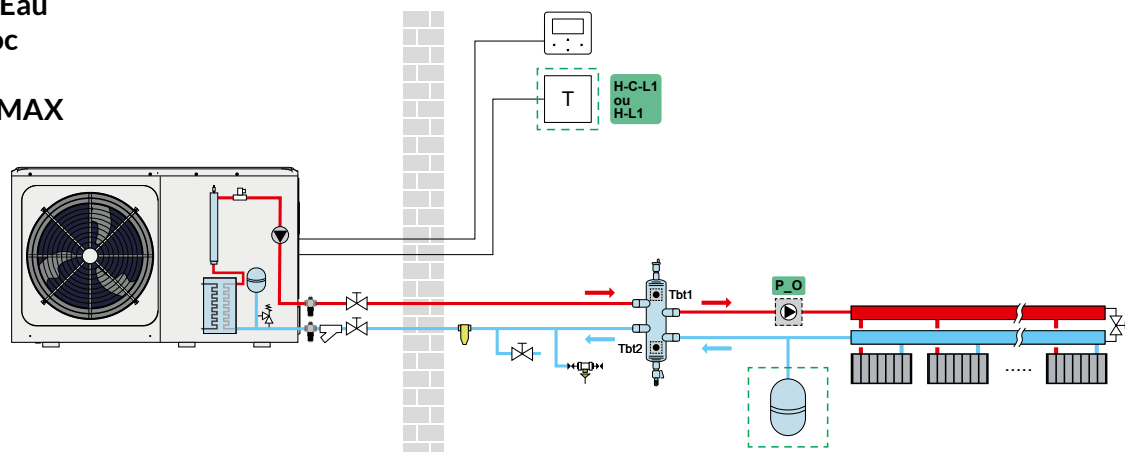 Eau
oc
MAX
T
H-C-L1
ou
H-L1
Tbt1
P_O
Tbt2